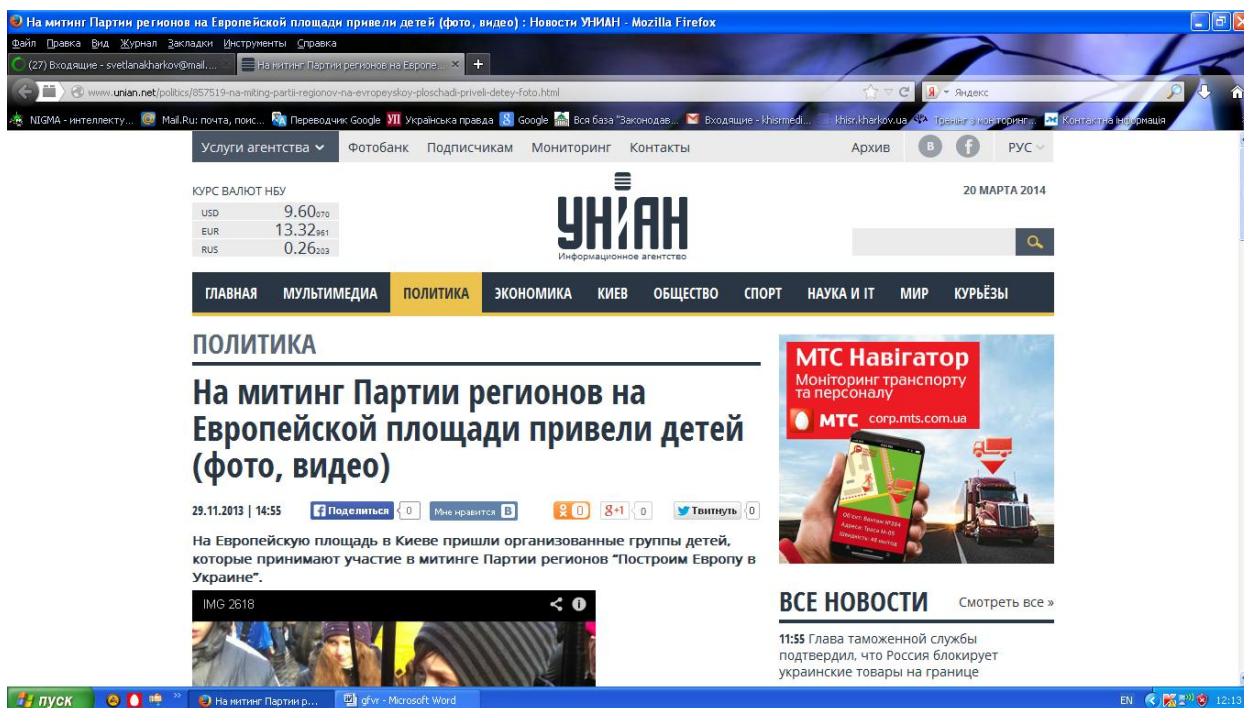 На митинг Партии регионов на Европейской площади привели детей (фото, видео) : Новости УНИАН - Mozilla Firefox
Файл Правка Вид Журнал Закладки Инструменты Справка
(27) Входящие - svetlanakharkov@mail....
На митинг Партии регионов на Европе...
www.unian.net/politics/857519-na-miting-partii-regionov-na-evropeyskoy-ploschadi-priveli-detey-foto.html
Яндекс
NIGMA - интеллекту... Mail.Ru: почта, поис... Переводчик Google УП Українська правда Google Вся база "Законодав... Входящие - khisrmedi... khisr.kharkov.ua Тренінг з моніторинг... Контактна інформація
Услуги агентства Фотобанк Подписчикам Мониторинг Контакты Архив РУС
КУРС ВАЛЮТ НБУ
USD 9.60070
EUR 13.32961
RUS 0.26203
УНИАН
Информационное агентство
20 МАРТА 2014
ГЛАВНАЯ МУЛЬТИМЕДИА ПОЛИТИКА ЭКОНОМИКА КИЕВ ОБЩЕСТВО СПОРТ НАУКА И IT МИР КУРЬЁЗЫ
ПОЛИТИКА
На митинг Партии регионов на
Европейской площади привели детей
(фото, видео)
29.11.2013 | 14:55 Поделиться 0 Мне нравится B 0 +1 0 Твитнуть 0
На Европейскую площадь в Киеве пришли организованные группы детей,
которые принимают участие в митинге Партии регионов "Построим Европу в
Украине".
IMG 2618
МТС Навігатор
Моніторинг транспорту
та персоналу
МТС corp.mts.com.ua
ВСЕ НОВОСТИ Смотреть все »
11:55 Глава таможенной службы
подтвердил, что Россия блокирует
украинские товары на границе
пуск На митинг Партии р... gfvr - Microsoft Word EN 12:13